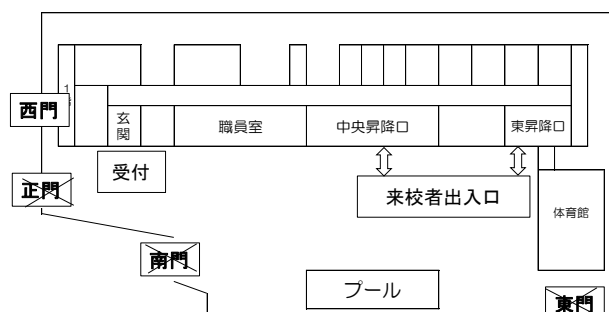 西門
玄
関
職員室
中央昇降口
東昇降口
受付
正門
来校者出入口
体育館
南門
プール
東門